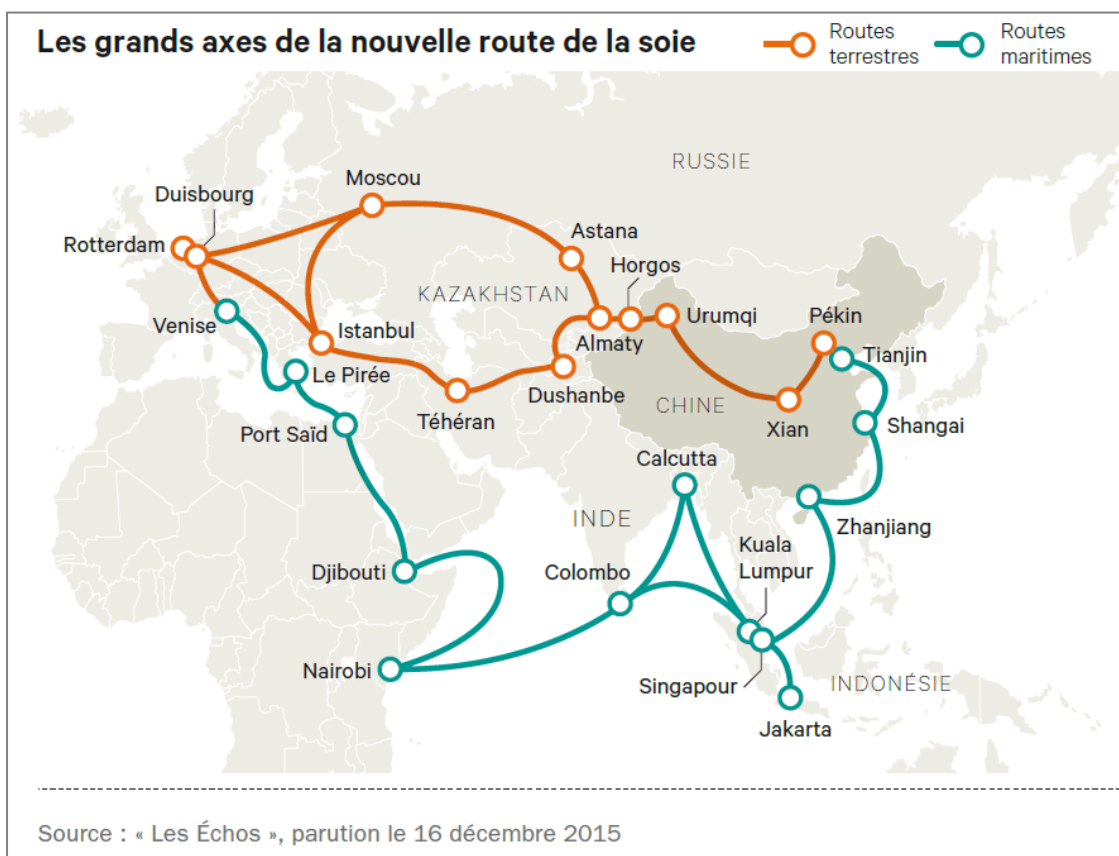 Les grands axes de la nouvelle route de la soie
Routes
terrestres
Routes
maritimes
RUSSIE
Moscou
Duisbourg
Rotterdam
Astana
Horgos
KAZAKHSTAN
Urumqi
Pékin
Venise
Istanbul
Almaty
Tianjin
Le Pirée
Dushanbe
CHINE
Téhéran
Xian
Shangai
Port Saïd
Calcutta
INDE
Zhanjiang
Kuala
Lumpur
Djibouti
Colombo
Nairobi
Singapour
INDONÉSIE
Jakarta
Source : « Les Échos », parution le 16 décembre 2015